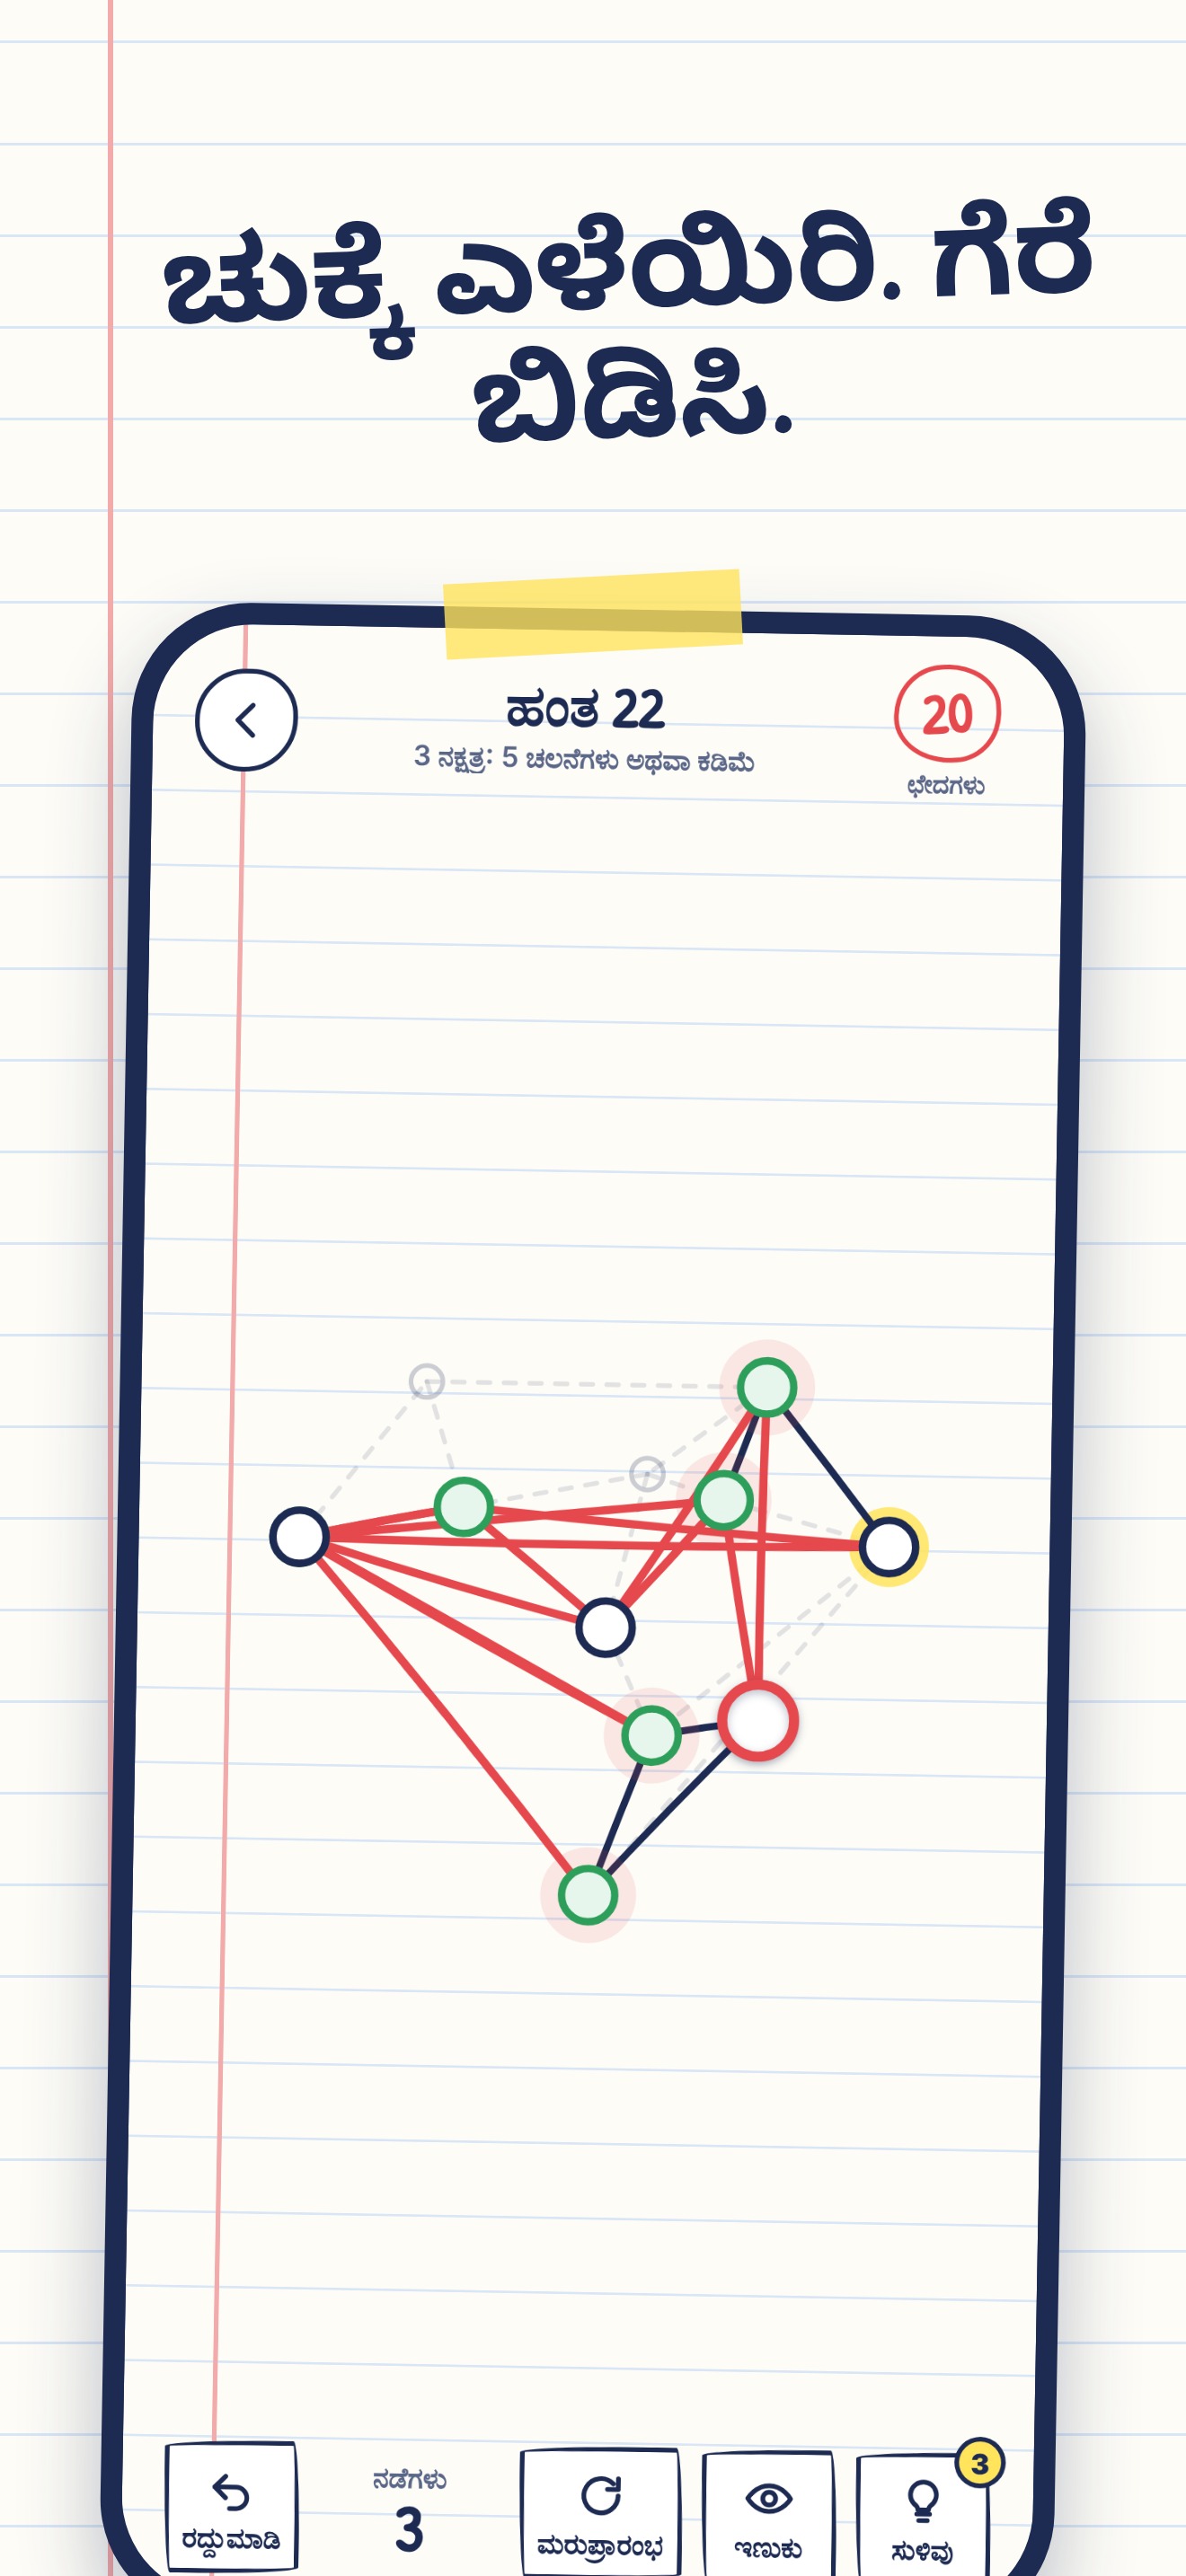 ಚುಕ್ಕೆ ಎಳೆಯಿರಿ. ಗೆರೆ
ಬಿಡಿಸಿ.
ಹಂತ 22
20
3 ನಕ್ಷತ್ರ: 5 ಚಲನೆಗಳು ಅಥವಾ ಕಡಿಮೆ
ಛೇದಗಳು
ರದ್ದುಮಾಡಿ
ನಡೆಗಳು
3
ಮರುಪ್ರಾರಂಭ
ಇಣುಕು
3
ಸುಳಿವು